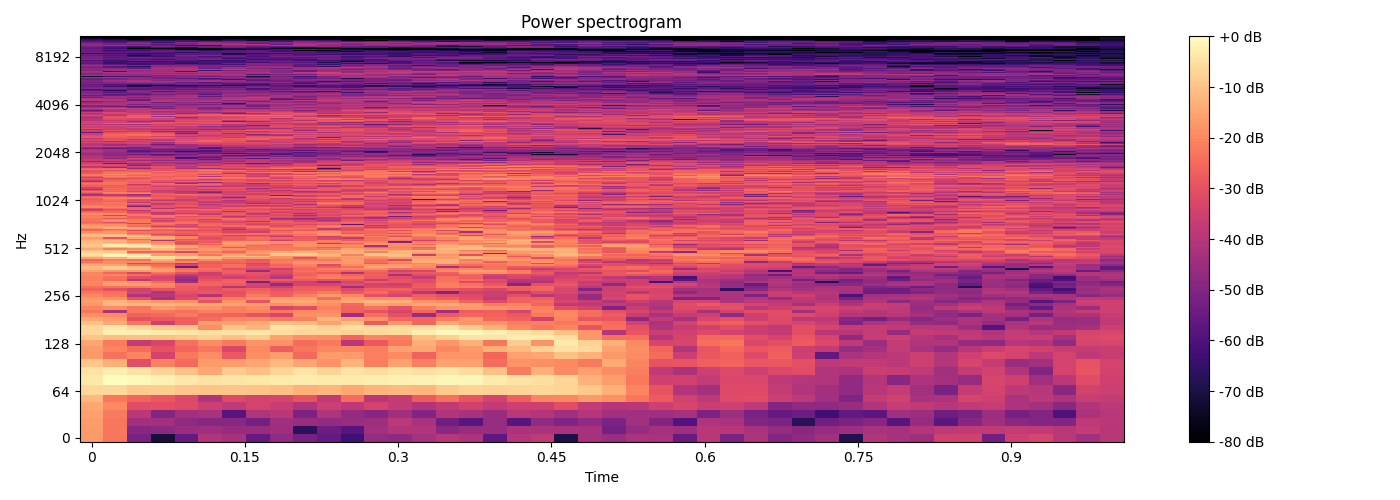 Power spectrogram
Hz
8192
4096
2048
1024
512
256
128
64
0
0 0.15 0.3 0.45 0.6 0.75 0.9
Time
+0 dB
-10 dB
-20 dB
-30 dB
-40 dB
-50 dB
-60 dB
-70 dB
-80 dB